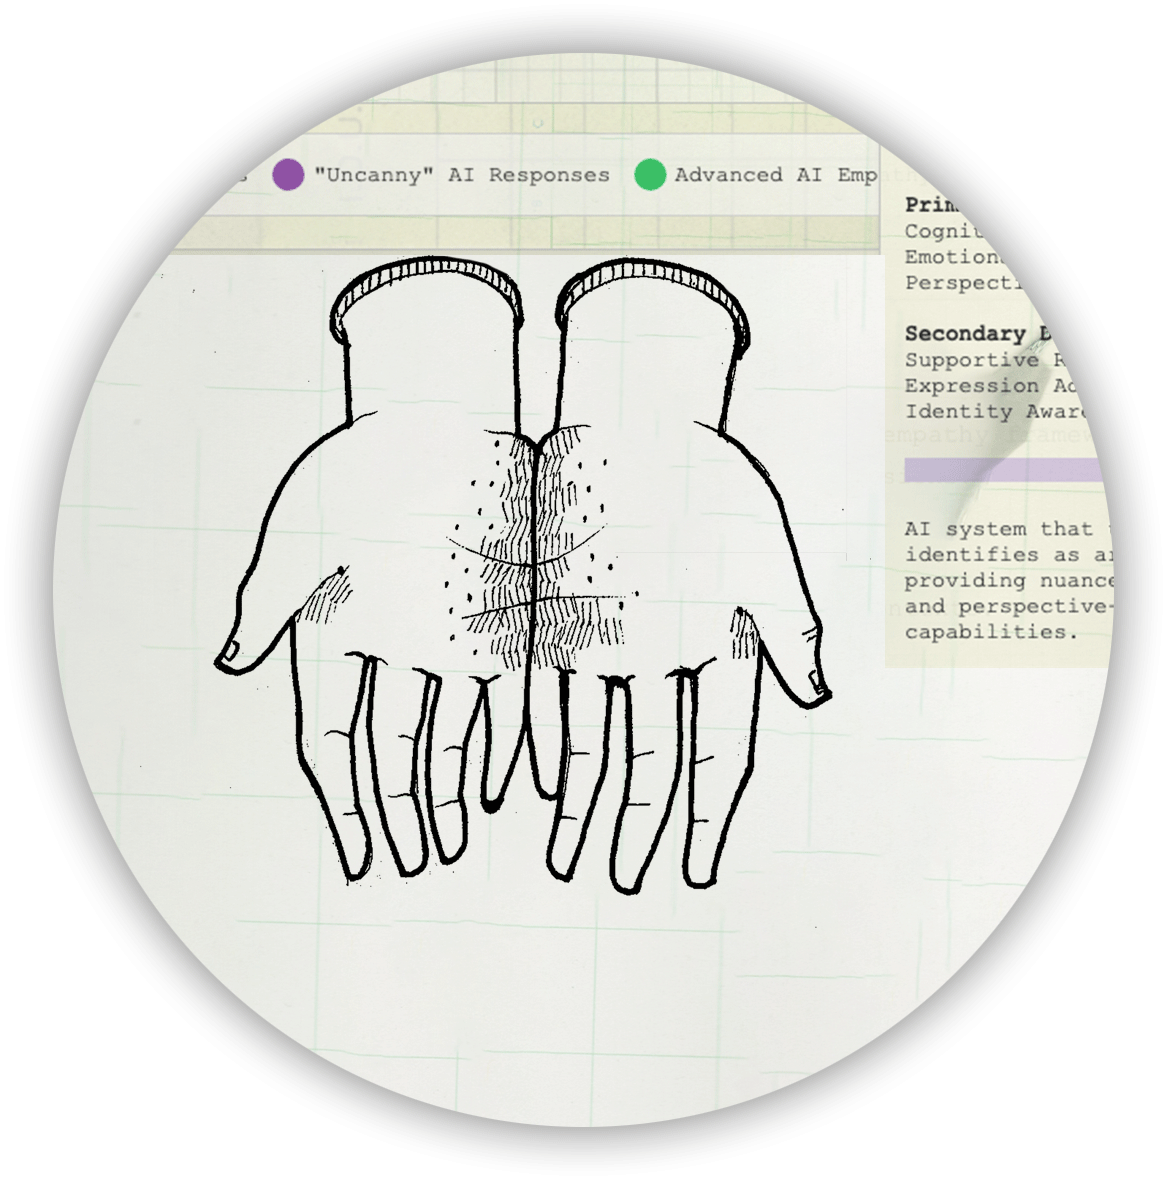 "Uncanny" AI Responses
Advanced AI Emp
Prim
Cogni
Emotion
Perspecti
Secondary D
Supportive R
Expression Ad
Identity Aware
empathy framew
AI system that
identifies as
providing nuance
and perspective-
capabilities.